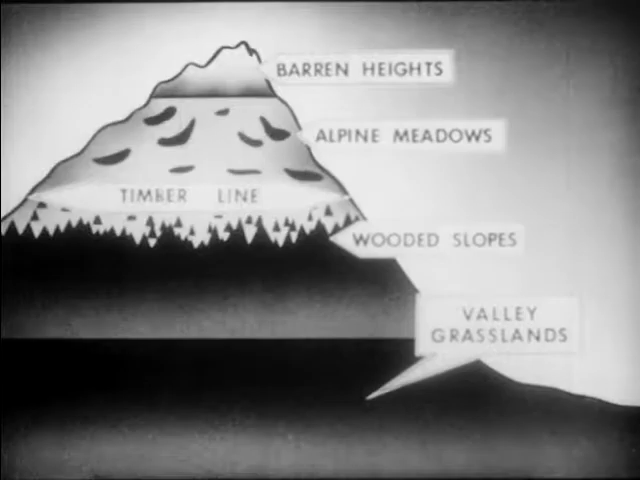 BARREN HEIGHTS
ALPINE MEADOWS
TIMBER LINE
WOODED SLOPES
VALLEY
GRASSLANDS